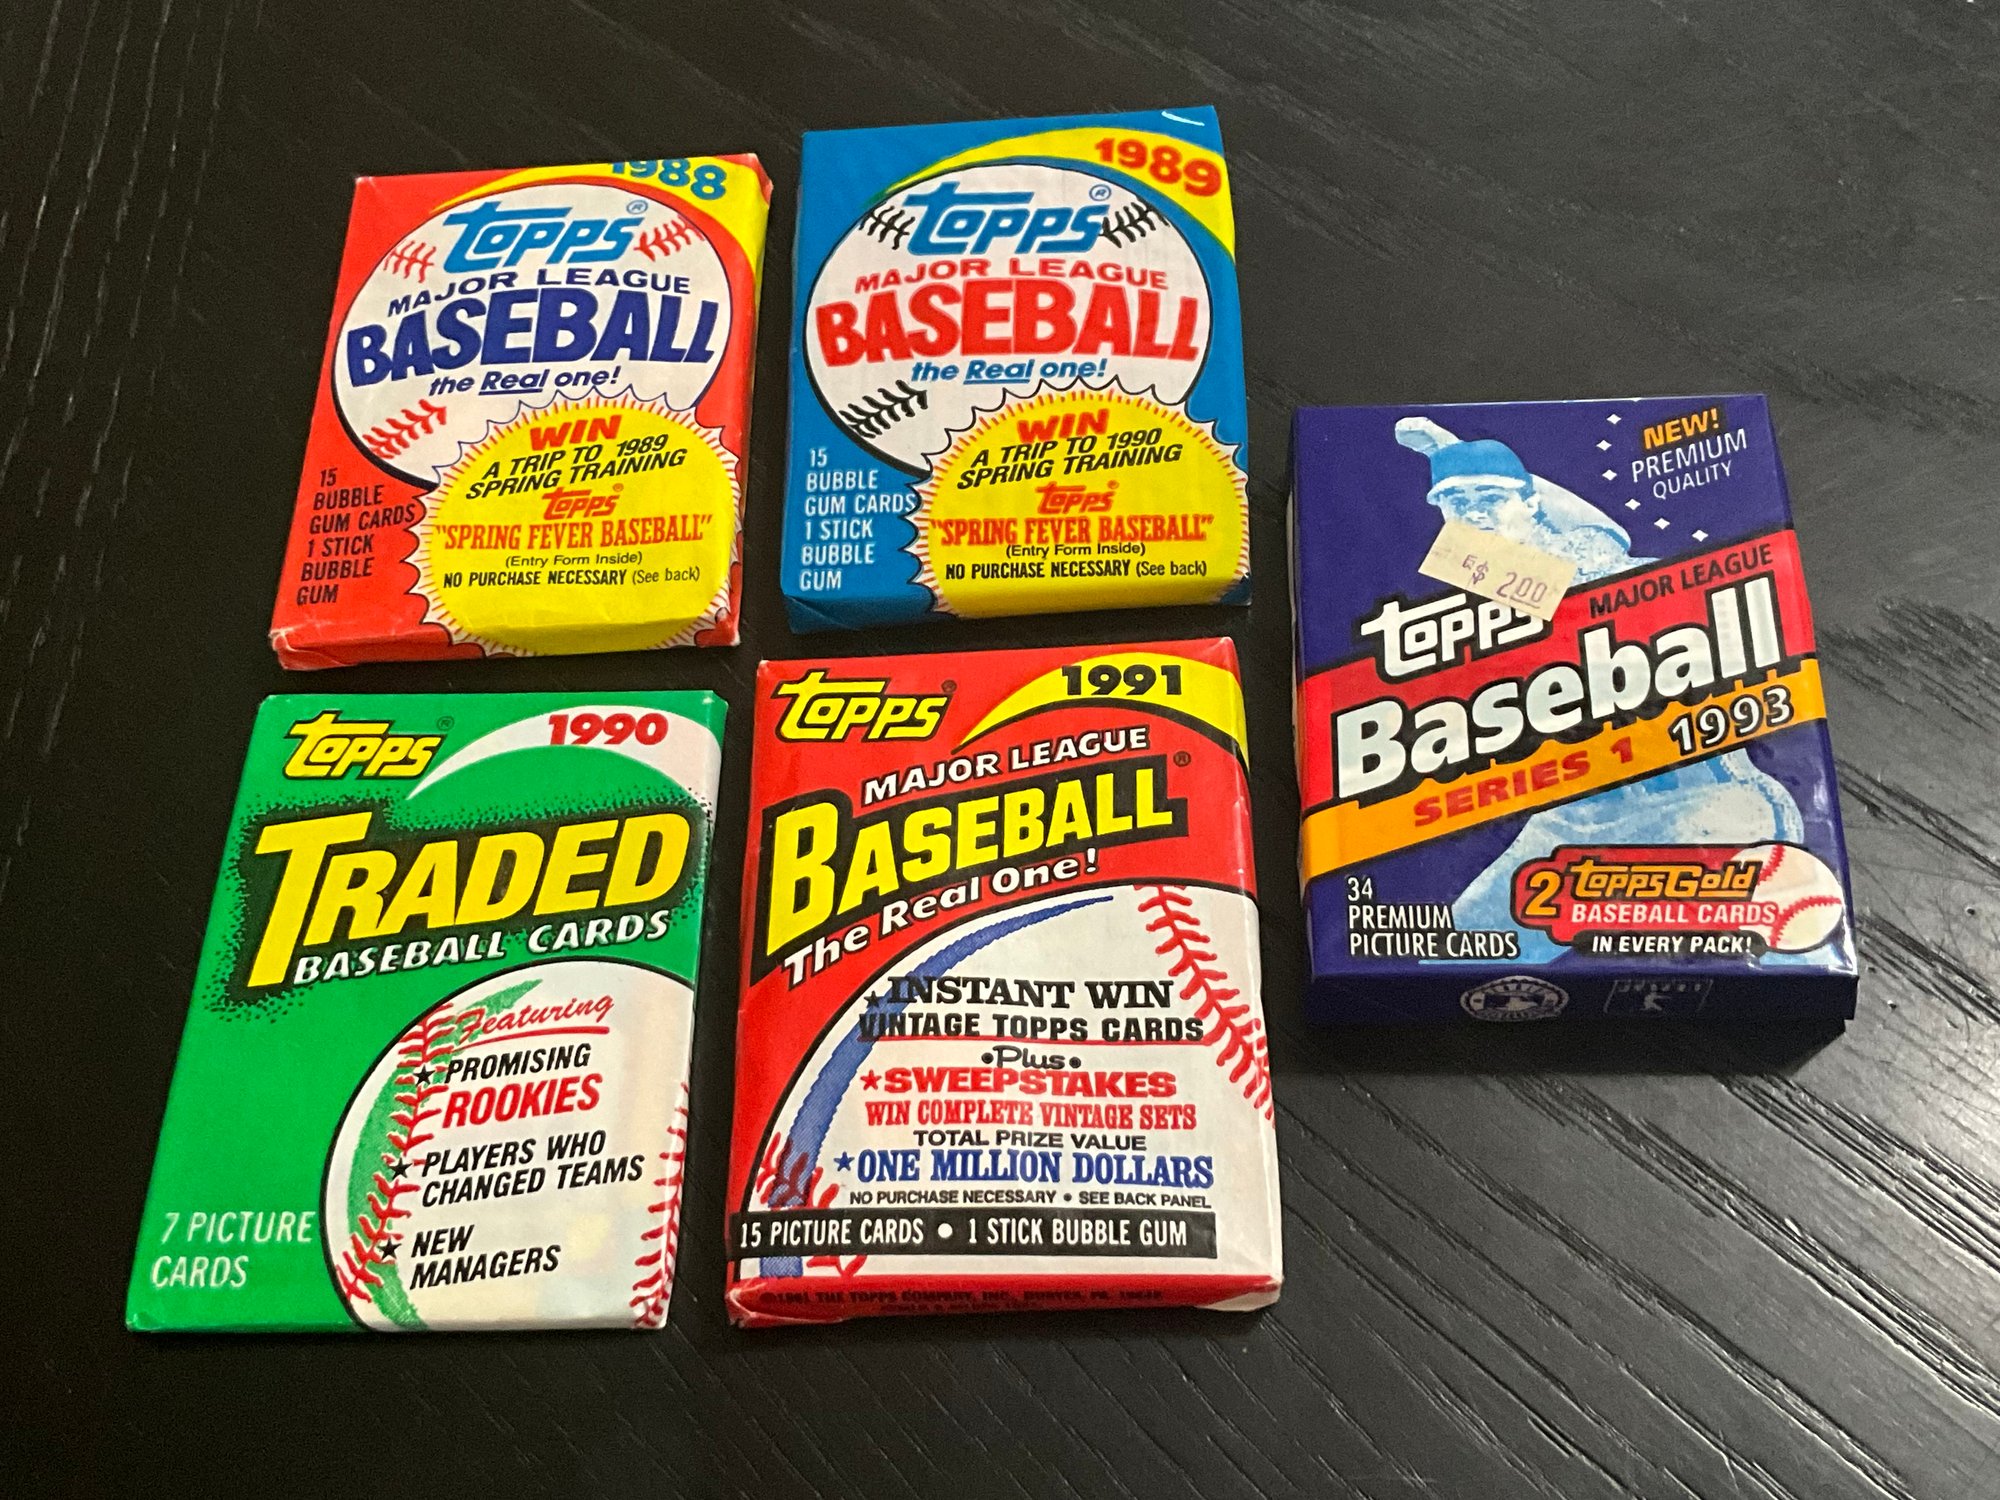 1988
Topps®
MAJOR LEAGUE
BASEBALL
the Real one!
WIN
A TRIP TO 1989
SPRING TRAINING
Topps®
"SPRING FEVER BASEBALL"
(Entry Form Inside)
NO PURCHASE NECESSARY (See back)
15
BUBBLE
GUM CARDS
1 STICK
BUBBLE
GUM
1989
Topps®
MAJOR LEAGUE
BASEBALL
the Real one!
WIN
A TRIP TO 1990
SPRING TRAINING
Topps®
"SPRING FEVER BASEBALL"
(Entry Form Inside)
NO PURCHASE NECESSARY (See back)
15
BUBBLE
GUM CARDS
1 STICK
BUBBLE
GUM
NEW!
PREMIUM
QUALITY
$ 2.00
Topps
MAJOR LEAGUE
Baseball
SERIES 1 1993
34
PREMIUM
PICTURE CARDS
2 ToppsGold
BASEBALL CARDS
IN EVERY PACK!
Topps® 1990
TRADED
BASEBALL CARDS
Featuring
★ PROMISING
ROOKIES
★ PLAYERS WHO
CHANGED TEAMS
★ NEW
MANAGERS
7 PICTURE
CARDS
Topps® 1991
MAJOR LEAGUE
BASEBALL®
The Real One!
★INSTANT WIN
VINTAGE TOPPS CARDS
•Plus•
★SWEEPSTAKES
WIN COMPLETE VINTAGE SETS
TOTAL PRIZE VALUE
★ONE MILLION DOLLARS
NO PURCHASE NECESSARY • SEE BACK PANEL
15 PICTURE CARDS • 1 STICK BUBBLE GUM
©1991 THE TOPPS COMPANY, INC.,